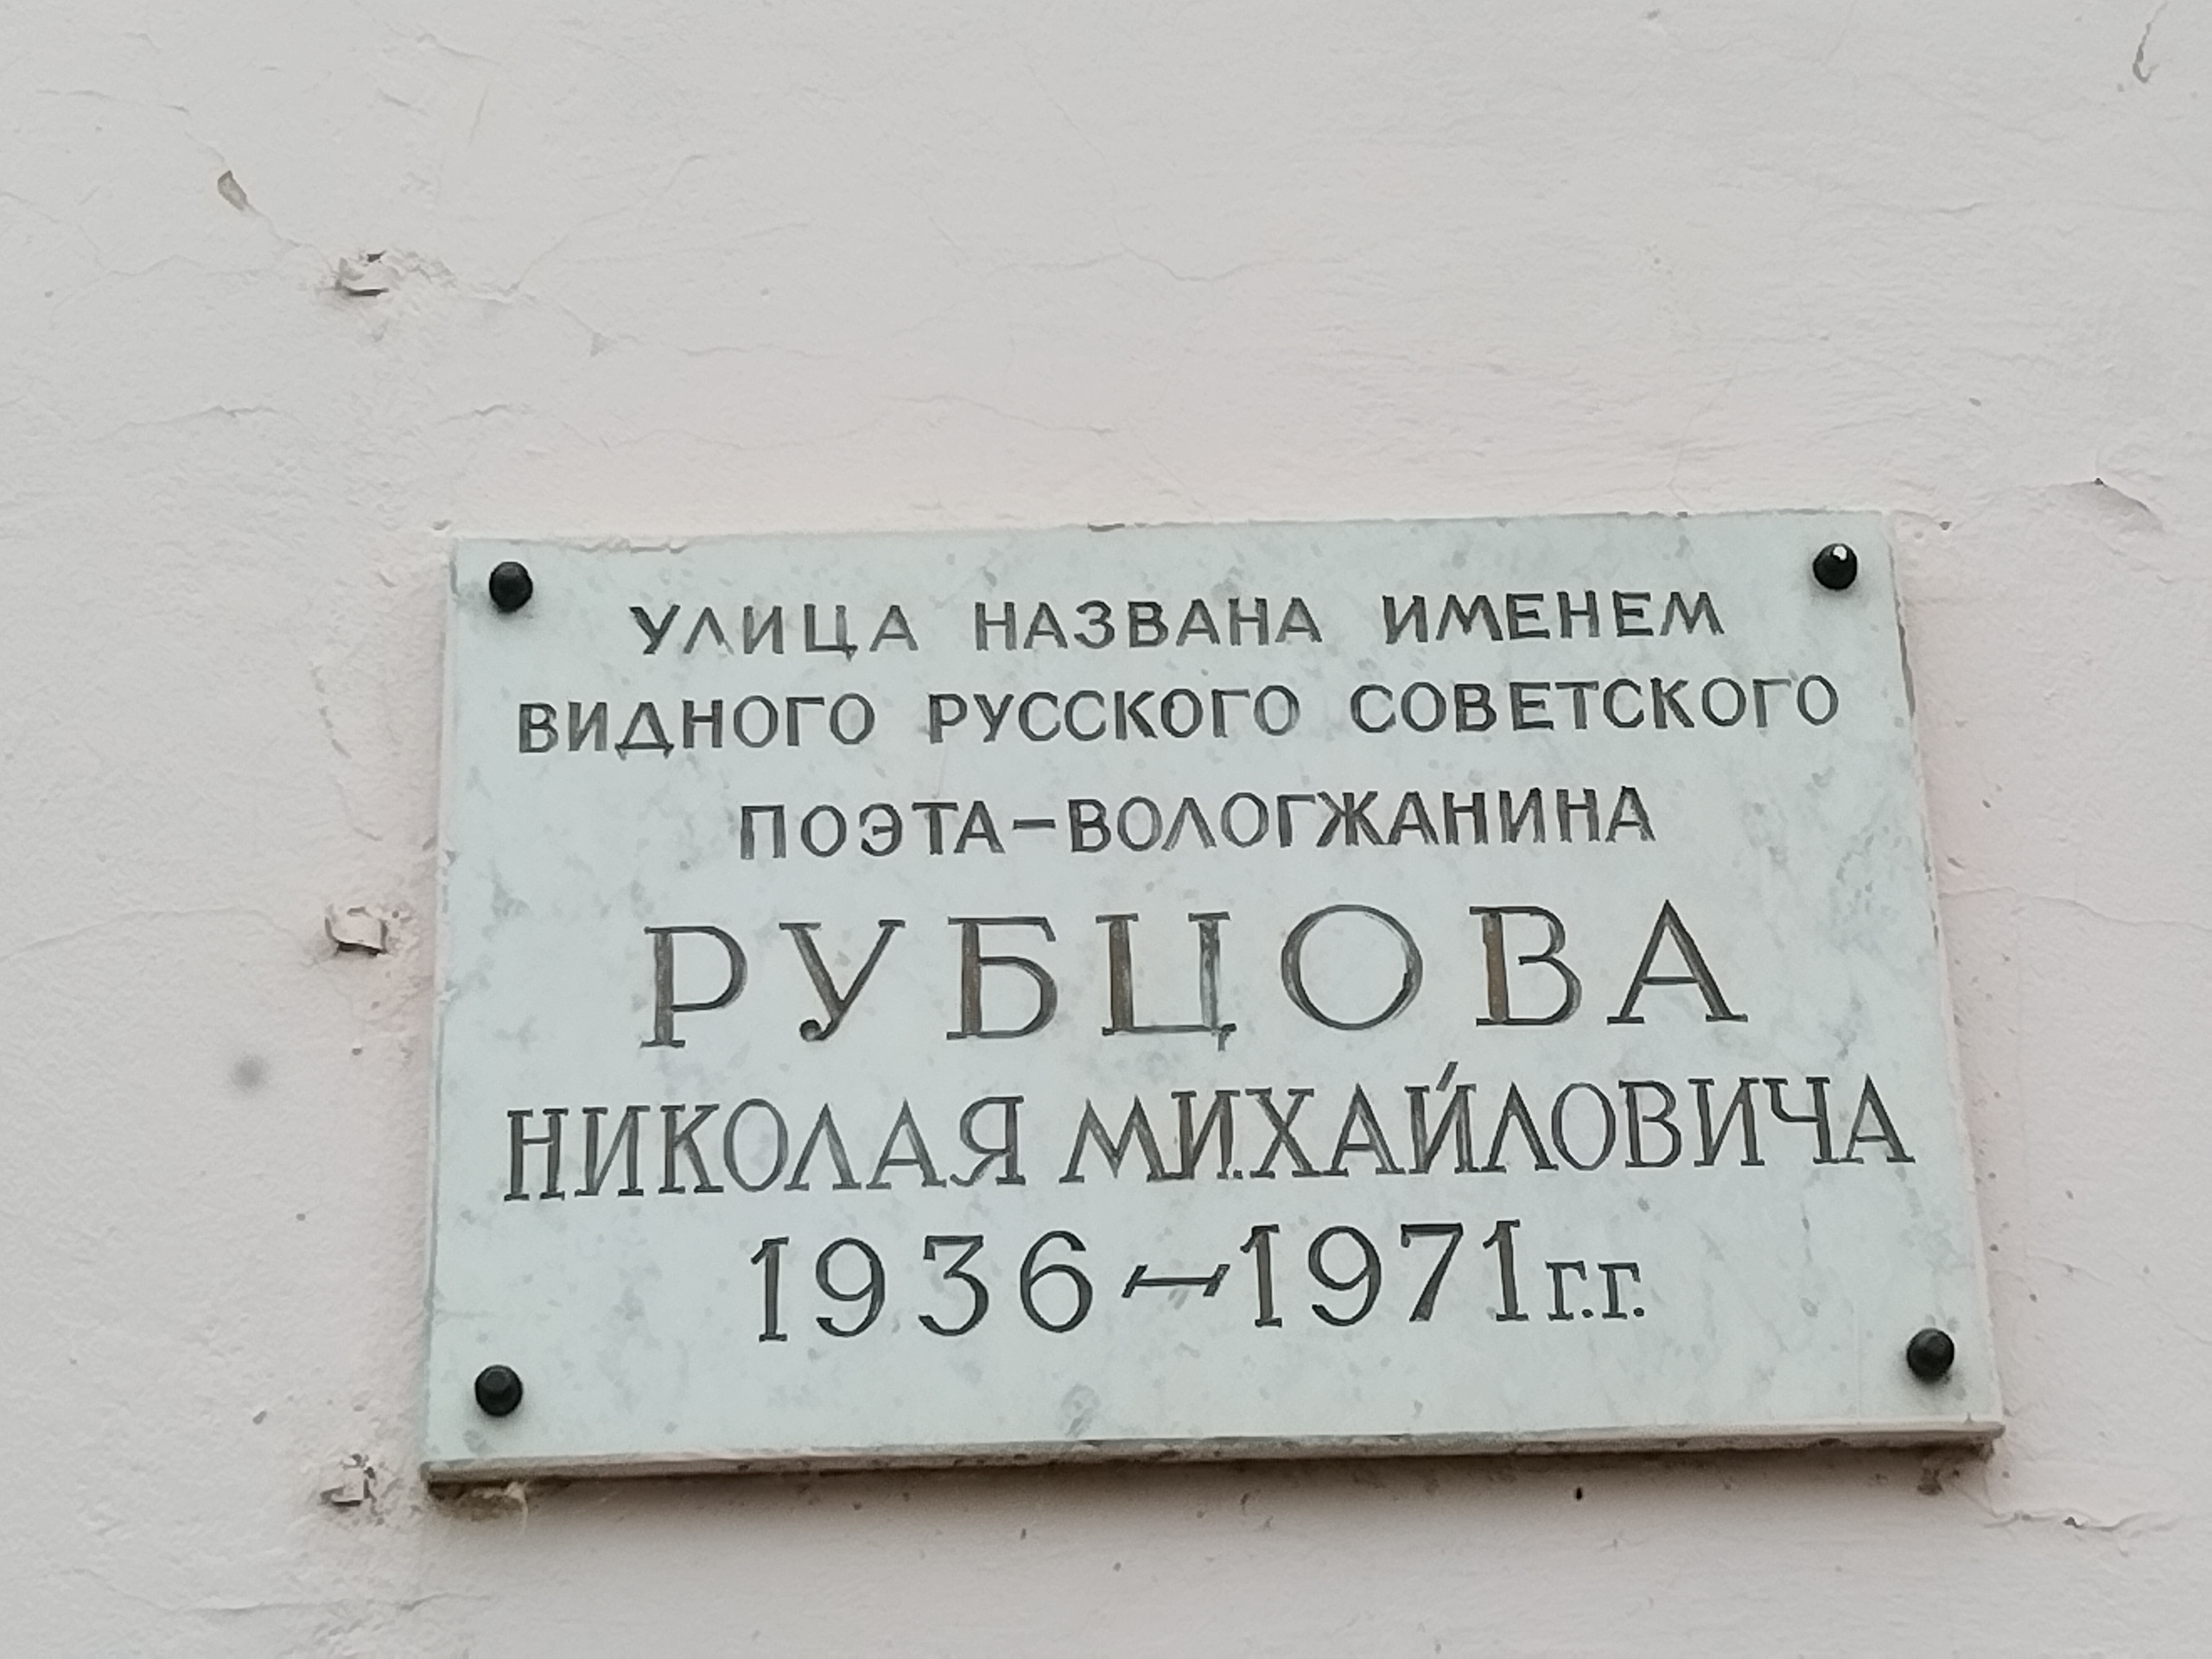 УЛИЦА НАЗВАНА ИМЕНЕМ
ВИДНОГО РУССКОГО СОВЕТСКОГО
ПОЭТА-ВОЛОГЖАНИНА
РУБЦОВА
НИКОЛАЯ МИХАЙЛОВИЧА
1936-1971г.г.